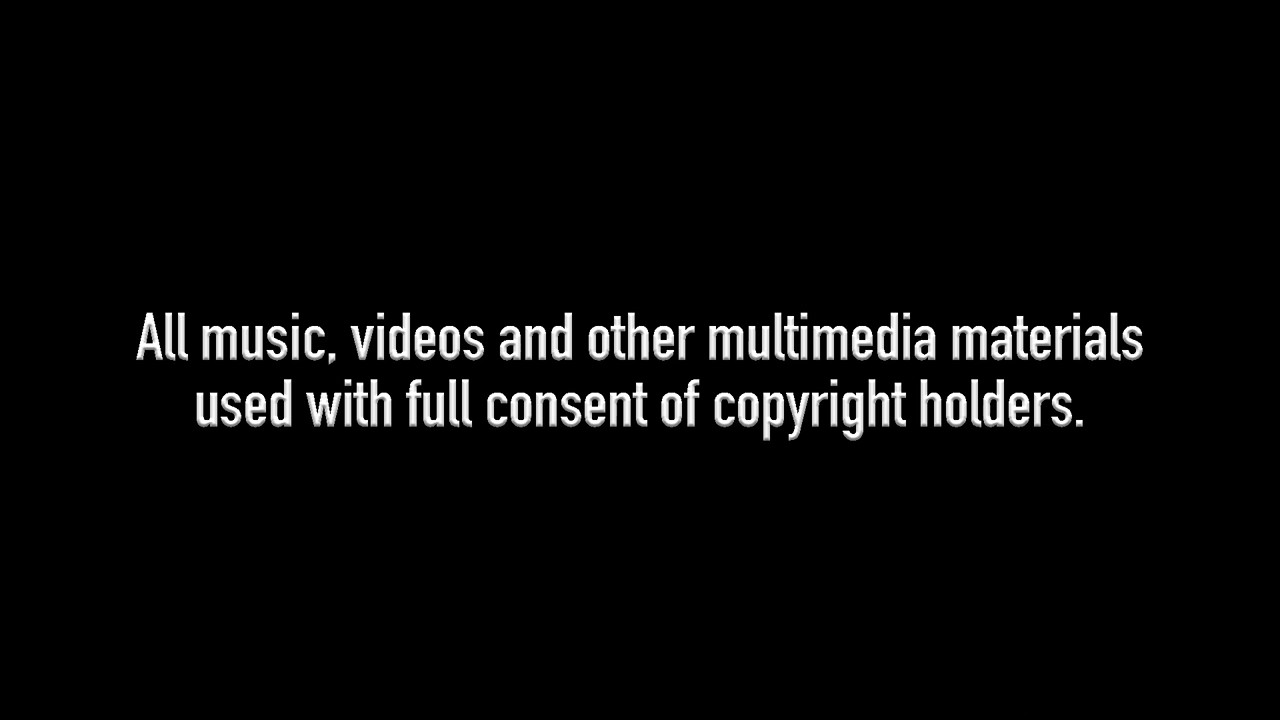 All music, videos and other multimedia materials
used with full consent of copyright holders.